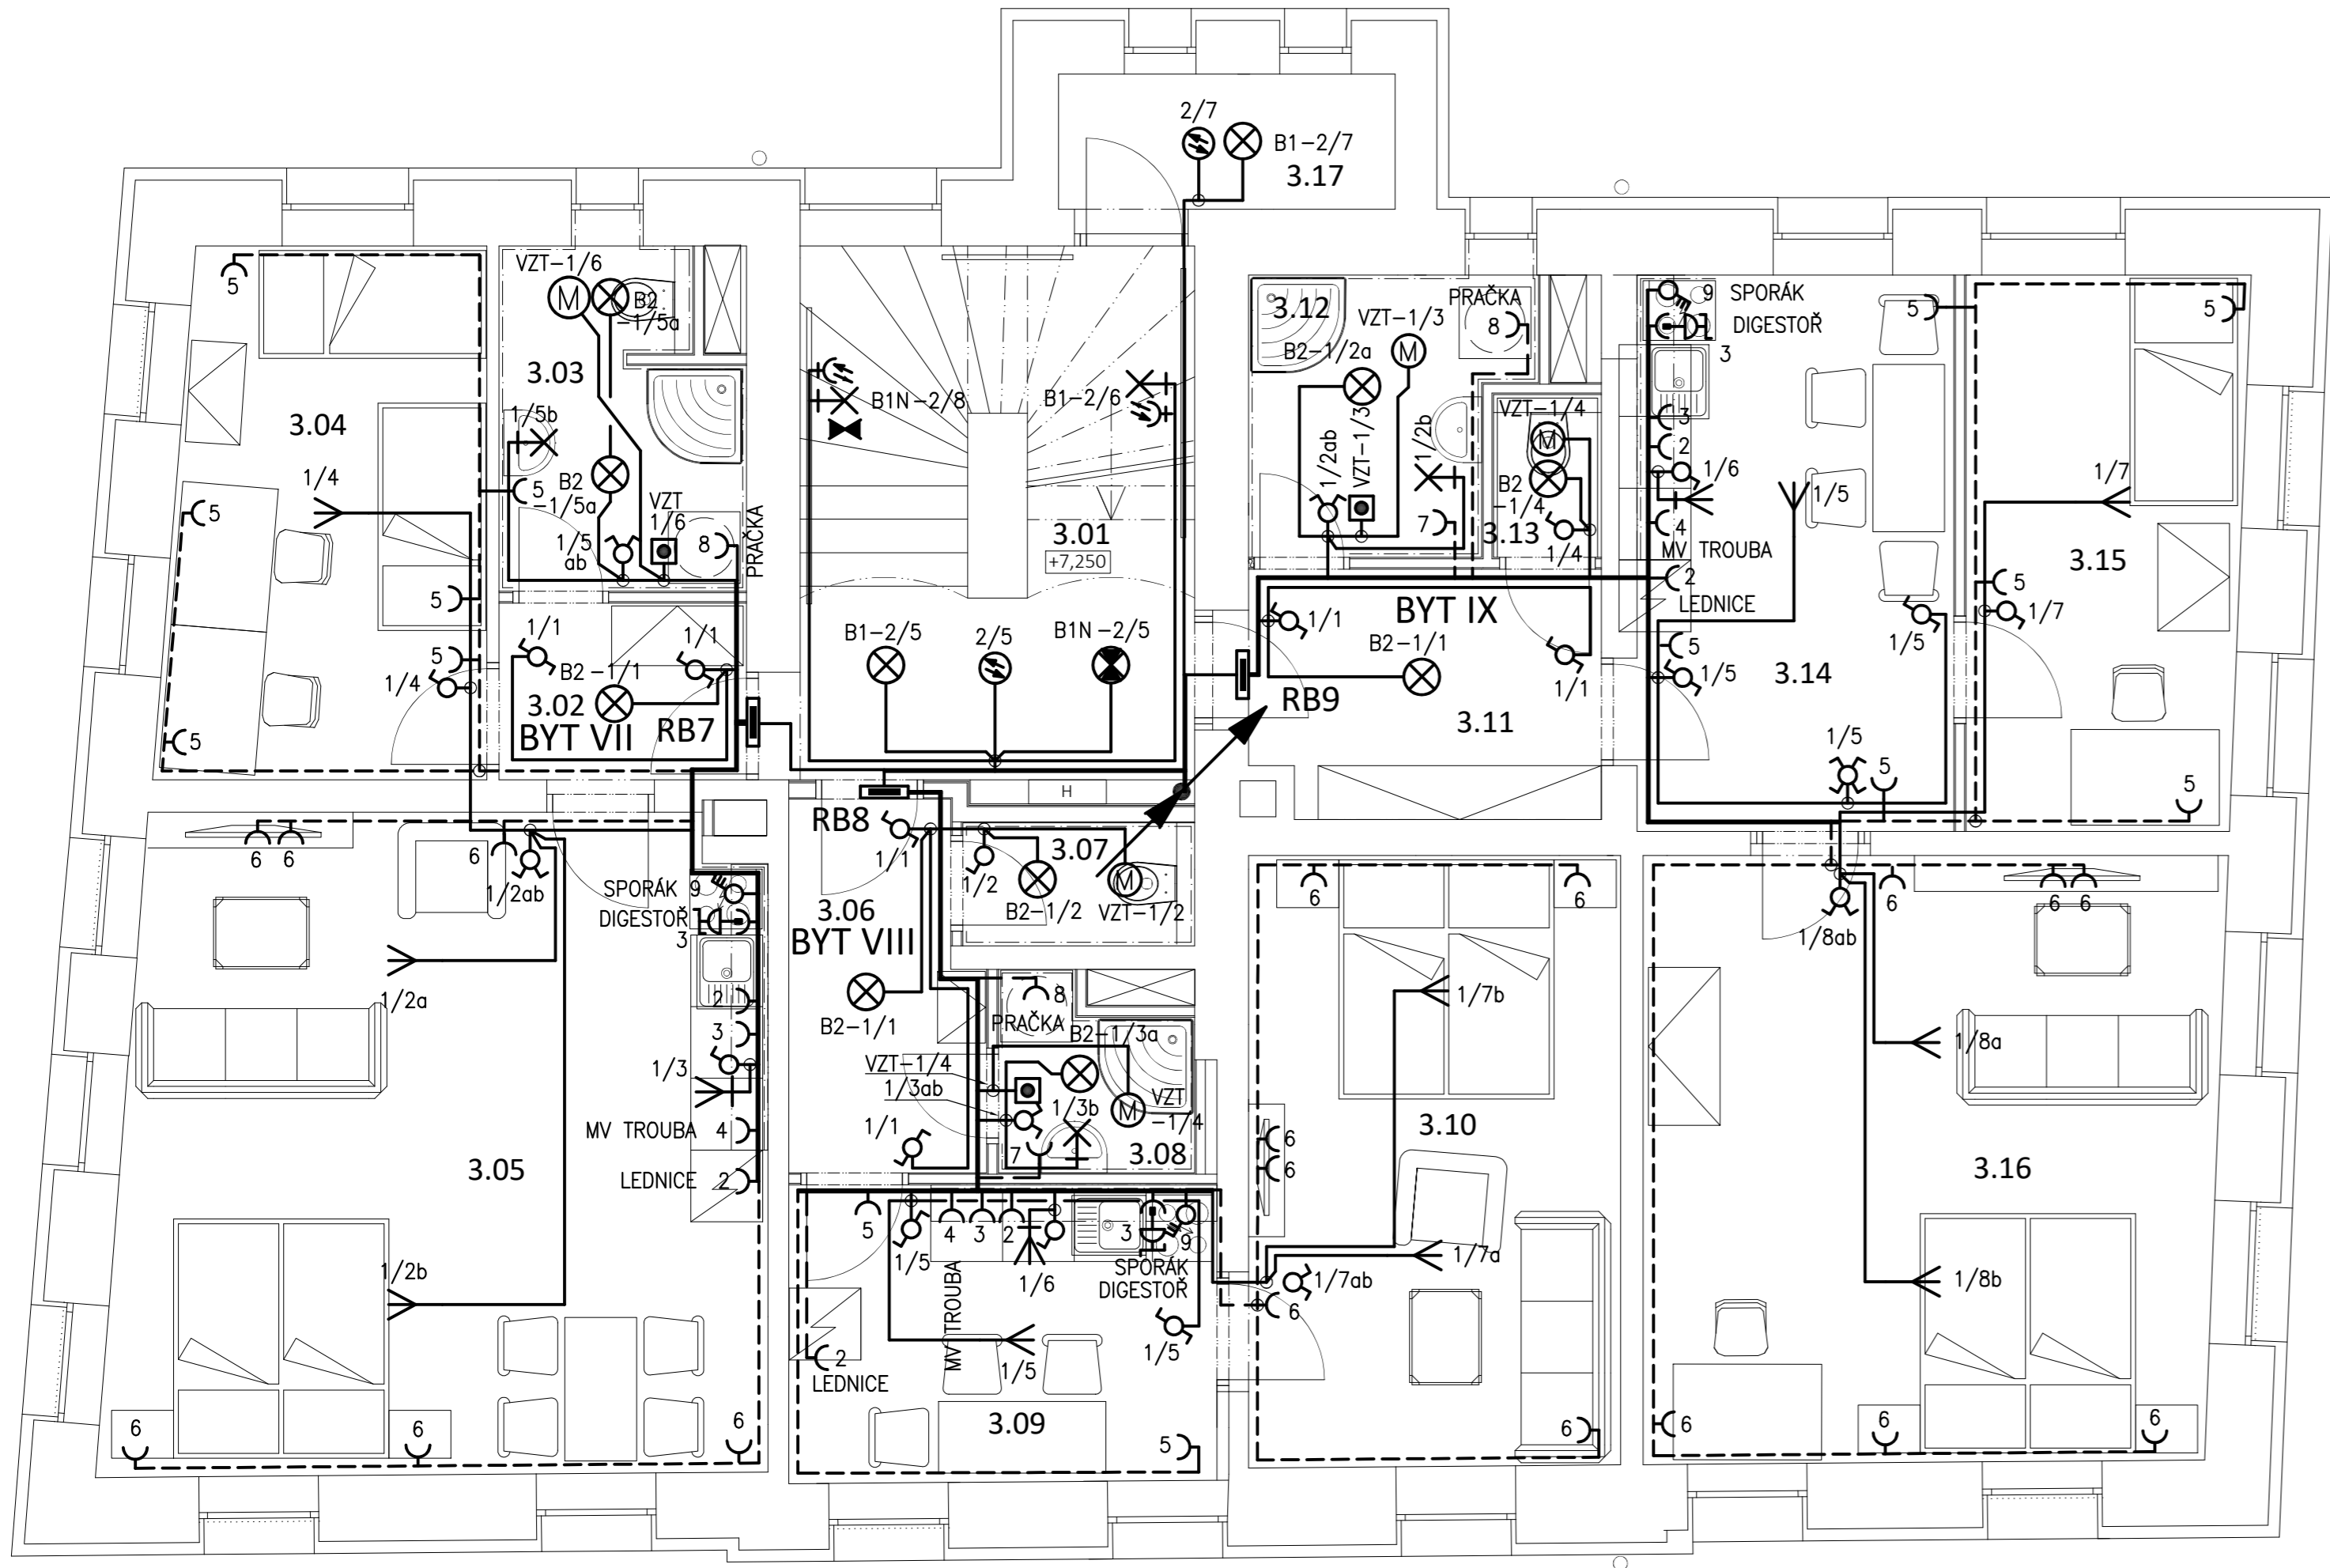 2/7
B1-2/7
3.17
VZT-1/6
M
B2
-1/5a
5
3.03
3.04
1/5b
1/4
5
5
B2
-1/5a
VZT
1/6
1/5
ab
8
PRAČKA
5
5
5
1/4
1/1
B2-1/1
1/1
3.02
BYT VII
RB7
B1N-2/8
B1-2/6
3.01
+7,250
B1-2/5
2/5
B1N-2/5
3.12
PRAČKA
8
VZT-1/3
M
B2-1/2a
1/2ab
VZT-1/3
1/2b
7
VZT-1/4
M
B2
-1/4
3.13
1/4
BYT IX
1/1
B2-1/1
1/1
RB9
3.11
9 SPORÁK
DIGESTOŘ
3
3
2
1/6
4
MV TROUBA
2
LEDNICE
5
1/5
5
1/5
1/5
3.14
1/5
5
5
1/7
3.15
5
1/7
5
6 6
6
1/2ab
SPORÁK 9
DIGESTOŘ
3
1/2a
2
3
1/3
MV TROUBA 4
LEDNICE 2
3.05
1/2b
6
6
6
RB8
H
1/1
3.07
1/2
B2-1/2
M
VZT-1/2
3.06
BYT VIII
B2-1/1
8
PRAČKA
B2-1/3a
VZT-1/4
1/3ab
1/3b
M
VZT
-1/4
1/1
7
3.08
5
1/5
4
3
2
1/6
3
9
SPORÁK
DIGESTOŘ
MV TROUBA
1/5
1/5
2
LEDNICE
3.09
5
6
6
1/7b
3.10
6
6
1/7a
1/7ab
6
6
1/8ab
6
6 6
1/8a
3.16
1/8b
6
6
6